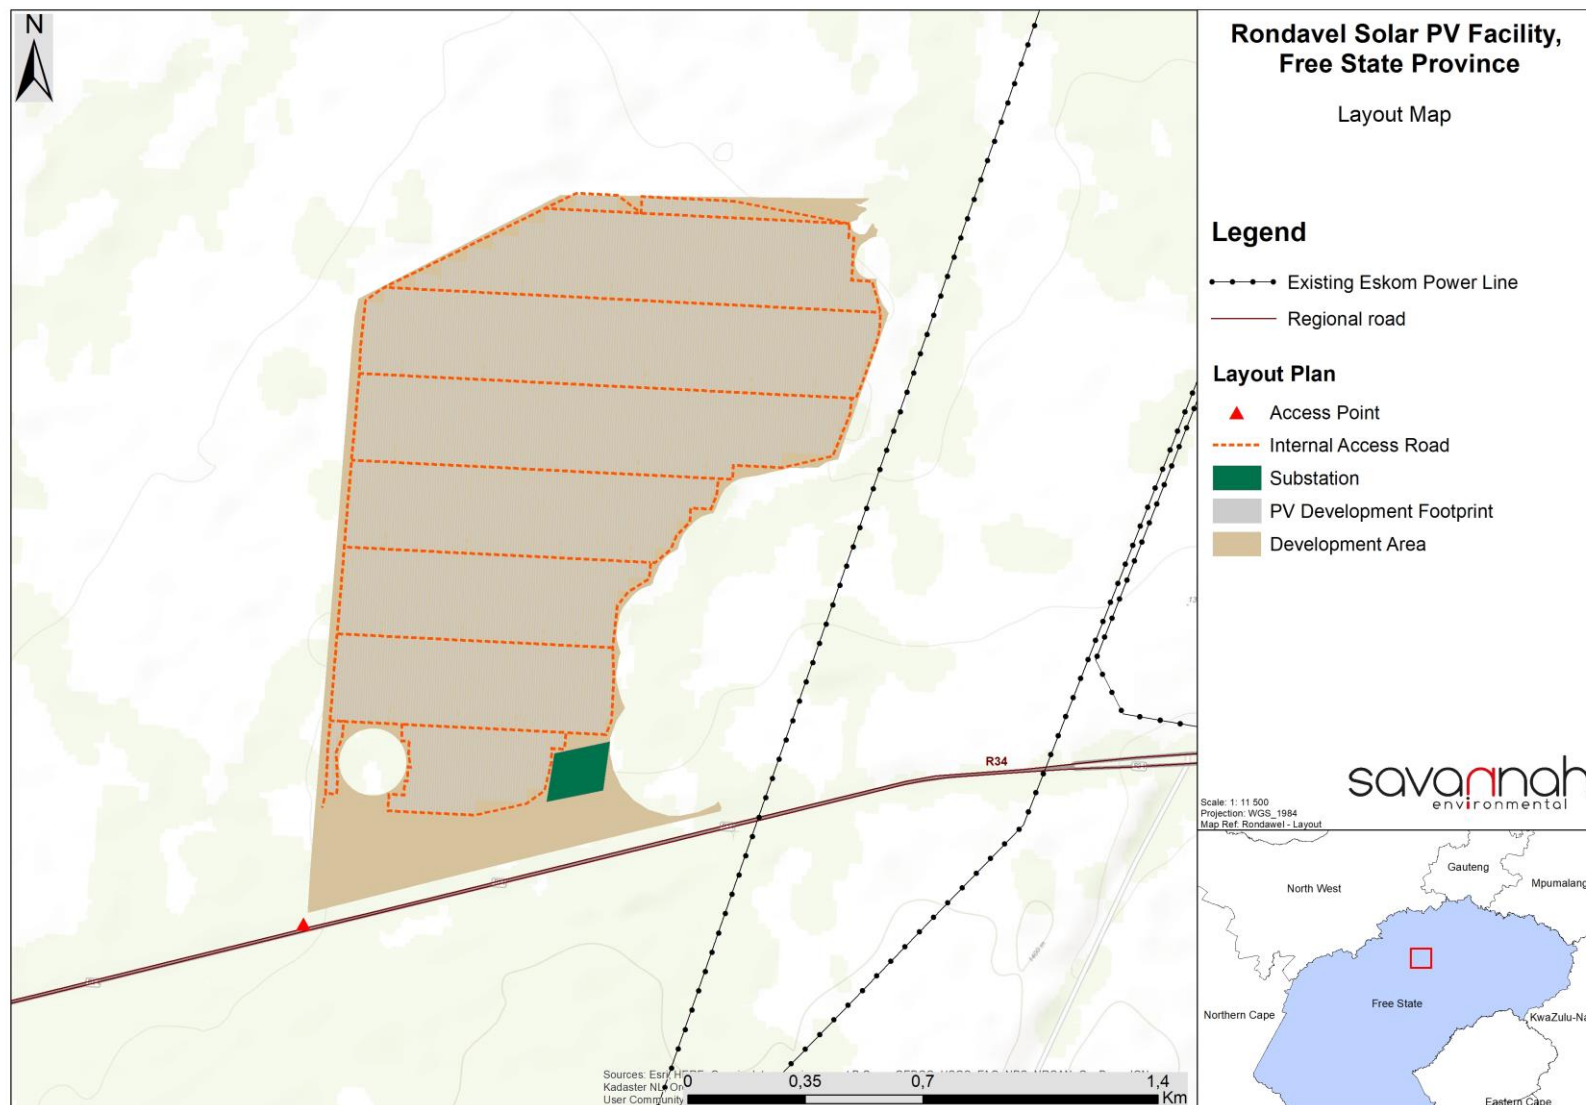 N
Rondavel Solar PV Facility,
Free State Province
Layout Map
Legend
Existing Eskom Power Line
Regional road
Layout Plan
Access Point
Internal Access Road
Substation
PV Development Footprint
Development Area
R34
savannah
environmental
Scale: 1: 11 500
Projection: WGS_1984
Map Ref: Rondawel - Layout
Gauteng
North West
Mpumalang
Free State
Northern Cape
KwaZulu-Na
Eastern Cape
Sources: Esri, HERE,
Kadaster NL,
User Community
0 0,35 0,7 1,4
Km